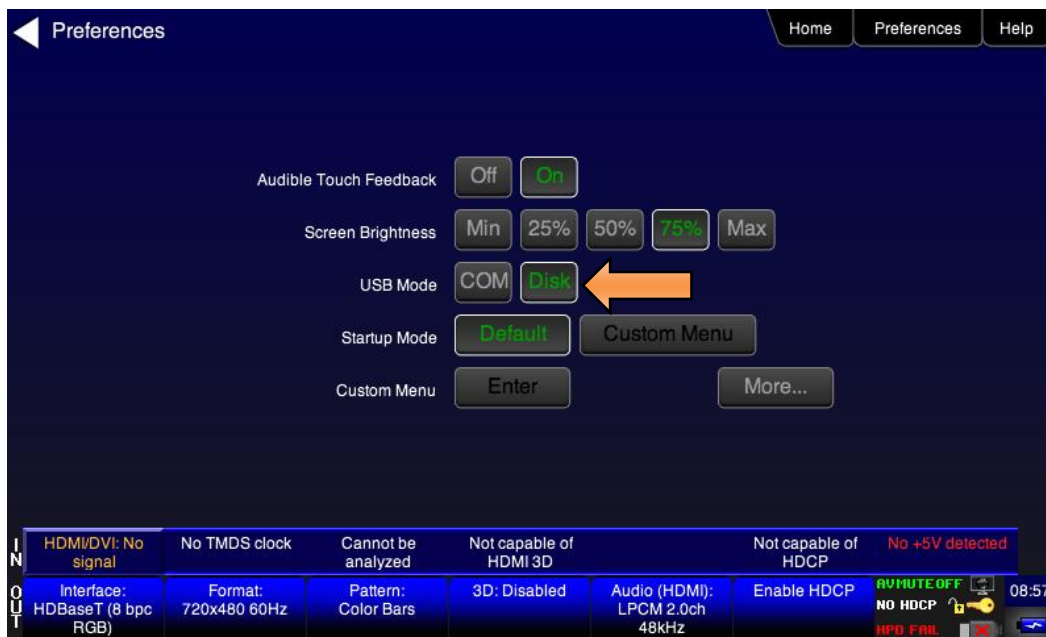 Preferences
Home Preferences Help
Audible Touch Feedback Off On
Screen Brightness Min 25% 50% 75% Max
USB Mode COM Disk
Startup Mode Default Custom Menu
Custom Menu Enter More...
IN
HDMI/DVI: No
signal
No TMDS clock
Cannot be
analyzed
Not capable of
HDMI 3D
Not capable of
HDCP
No +5V detected
OUT
Interface:
HDBaseT (8 bpc
RGB)
Format:
720x480 60Hz
Pattern:
Color Bars
3D: Disabled
Audio (HDMI):
LPCM 2.0ch
48kHz
Enable HDCP
AVMUTE OFF
NO HDCP
HPD FAIL
08:57